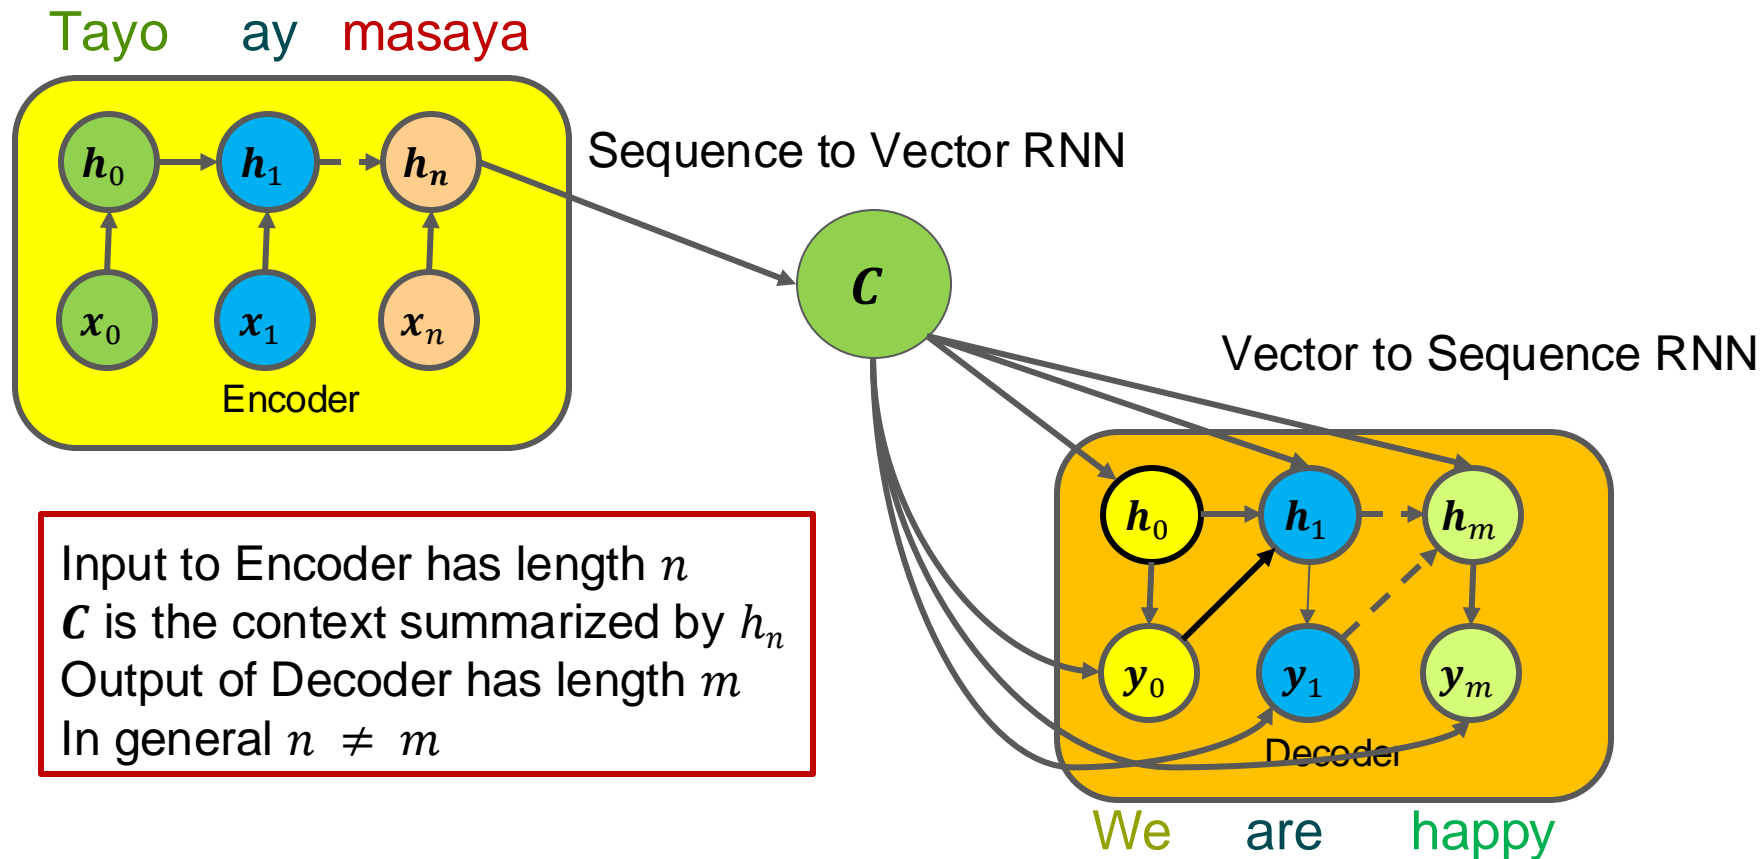 Tayo ay masaya
h₀ h₁ hₙ
Sequence to Vector RNN
x₀ x₁ xₙ
Encoder
C
Vector to Sequence RNN
h₀ h₁ hₘ
y₀ y₁ yₘ
Decoder
We are happy
Input to Encoder has length n
C is the context summarized by hₙ
Output of Decoder has length m
In general n ≠ m